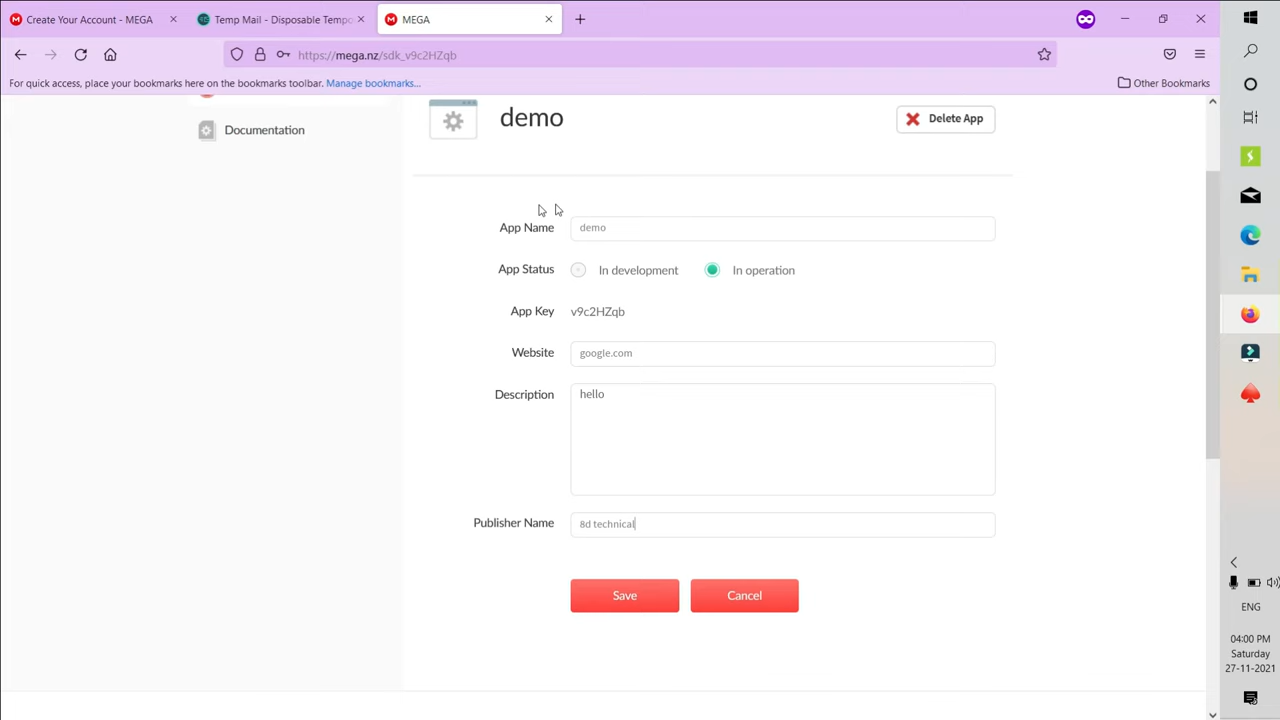 Create Your Account - MEGA
Temp Mail - Disposable Tempo
MEGA
https://mega.nz/sdk_v9c2HZqb
For quick access, place your bookmarks here on the bookmarks toolbar. Manage bookmarks...
Other Bookmarks
demo
Delete App
Documentation
App Name
demo
App Status
In development
In operation
App Key
v9c2HZqb
Website
google.com
Description
hello
Publisher Name
8d technical
Save
Cancel
ENG
04:00 PM
Saturday
27-11-2021